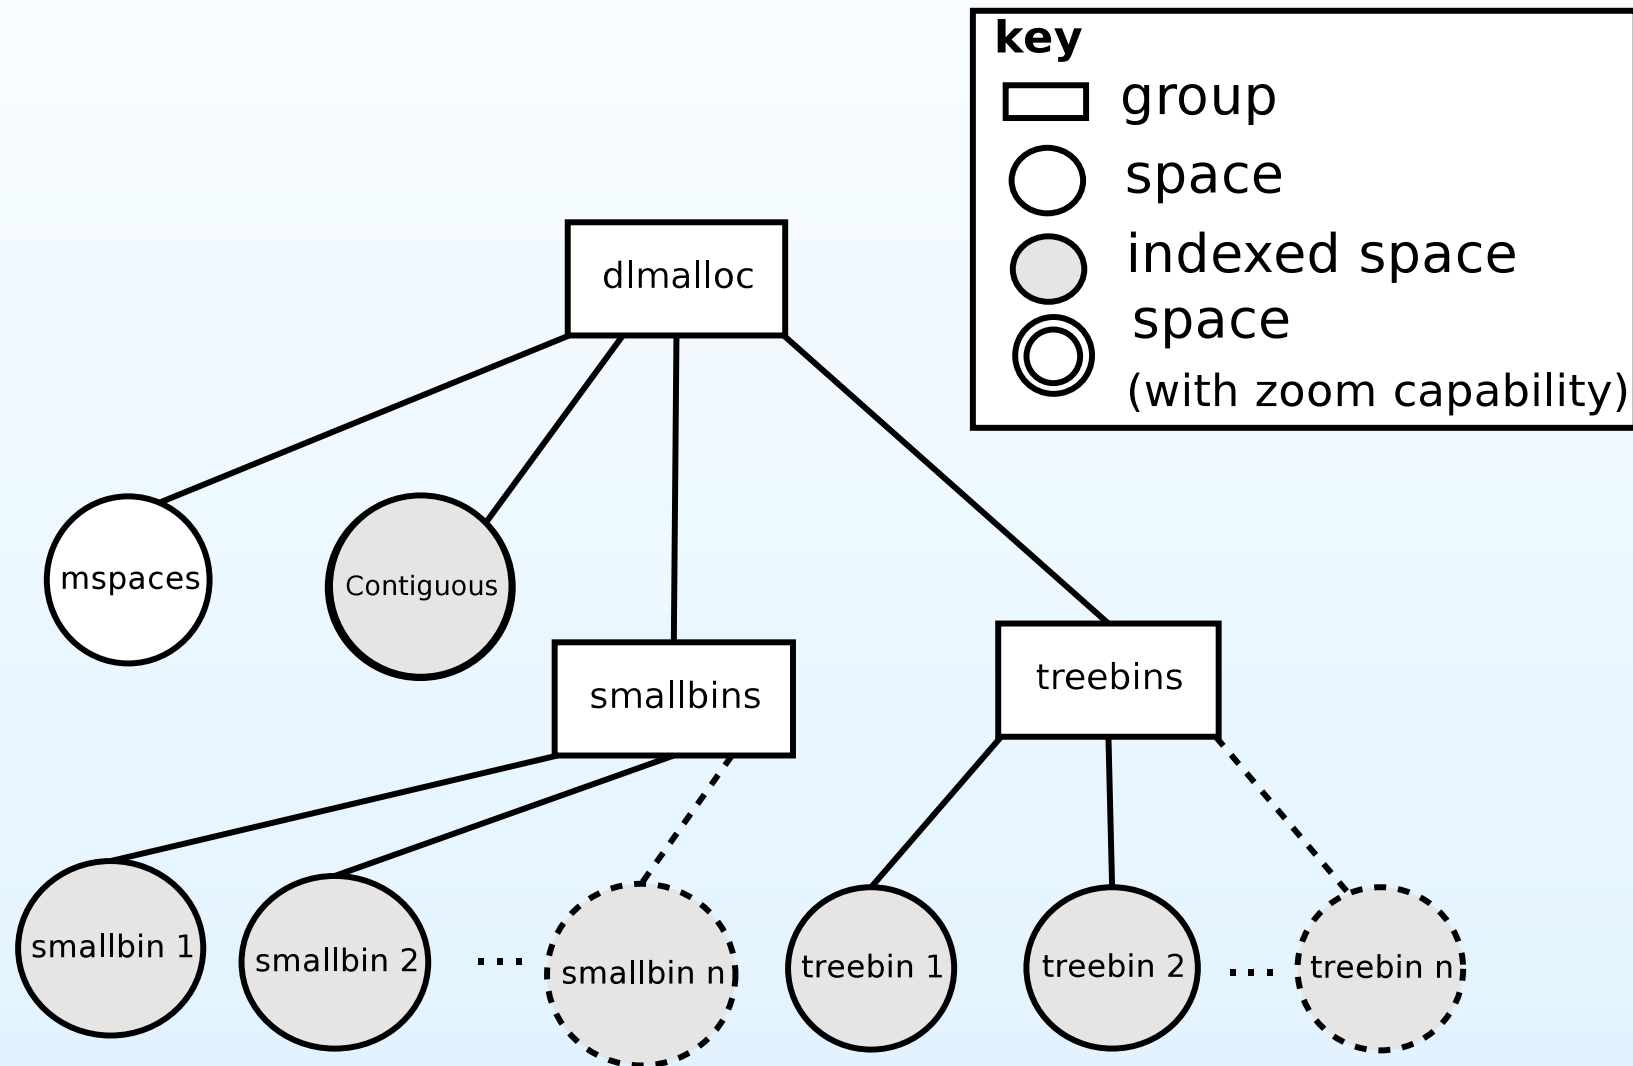 key
group
space
indexed space
space
(with zoom capability)
dlmalloc
mspaces
Contiguous
smallbins
treebins
smallbin 1
smallbin 2
...
smallbin n
treebin 1
treebin 2
...
treebin n